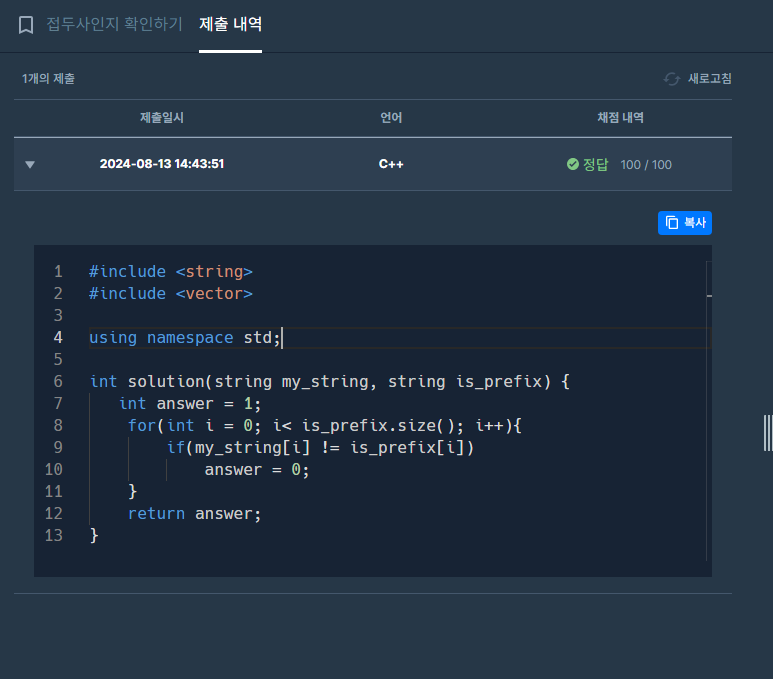 접두사인지 확인하기 제출 내역
1개의 제출 새로고침
제출일시 언어 채점 내역
2024-08-13 14:43:51 C++ 정답 100 / 100
복사
1 #include <string>
2 #include <vector>
3
4 using namespace std;
5
6 int solution(string my_string, string is_prefix) {
7    int answer = 1;
8     for(int i = 0; i< is_prefix.size(); i++){
9         if(my_string[i] != is_prefix[i])
10             answer = 0;
11     }
12     return answer;
13 }